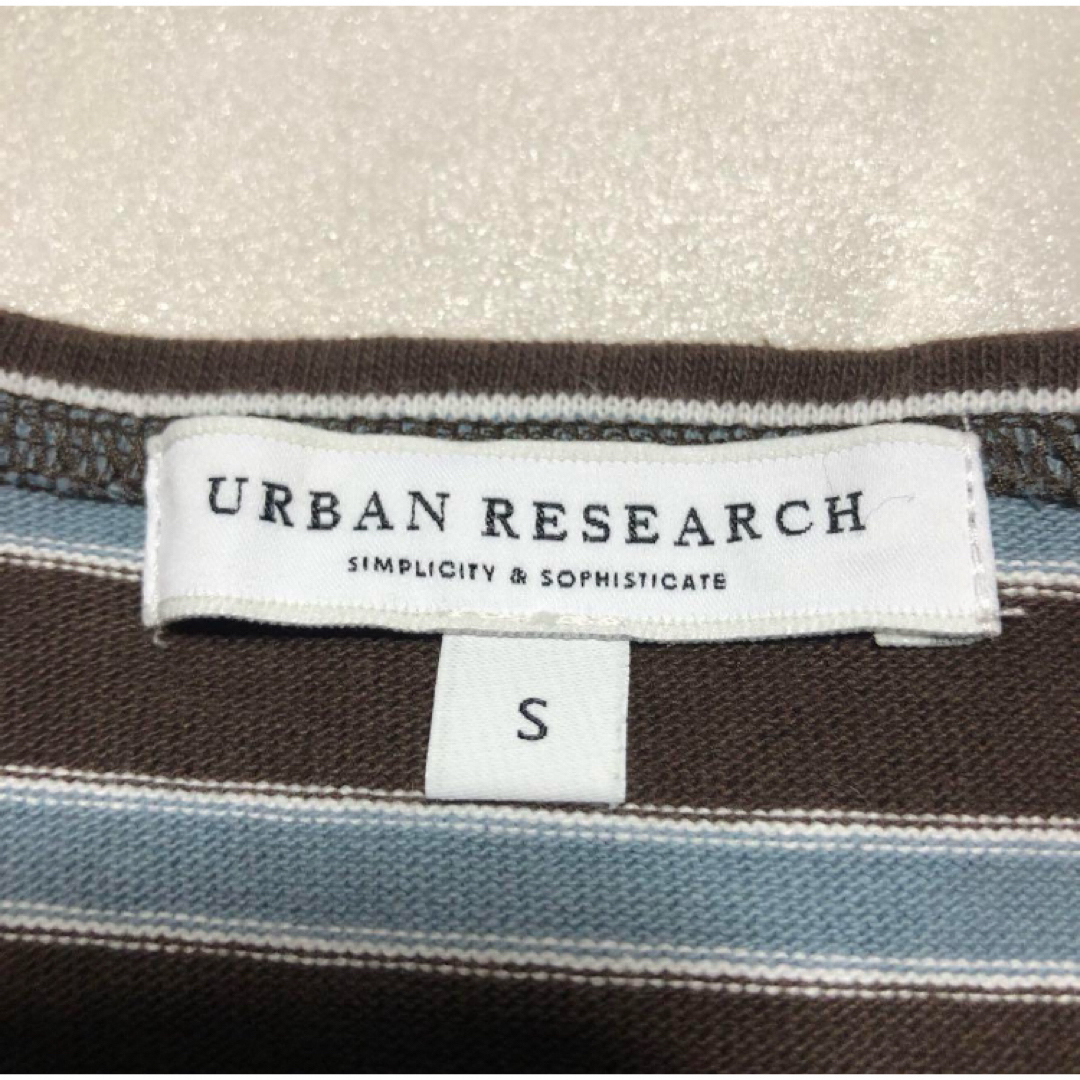 URBAN RESEARCH
SIMPLICITY & SOPHISTICATE
S